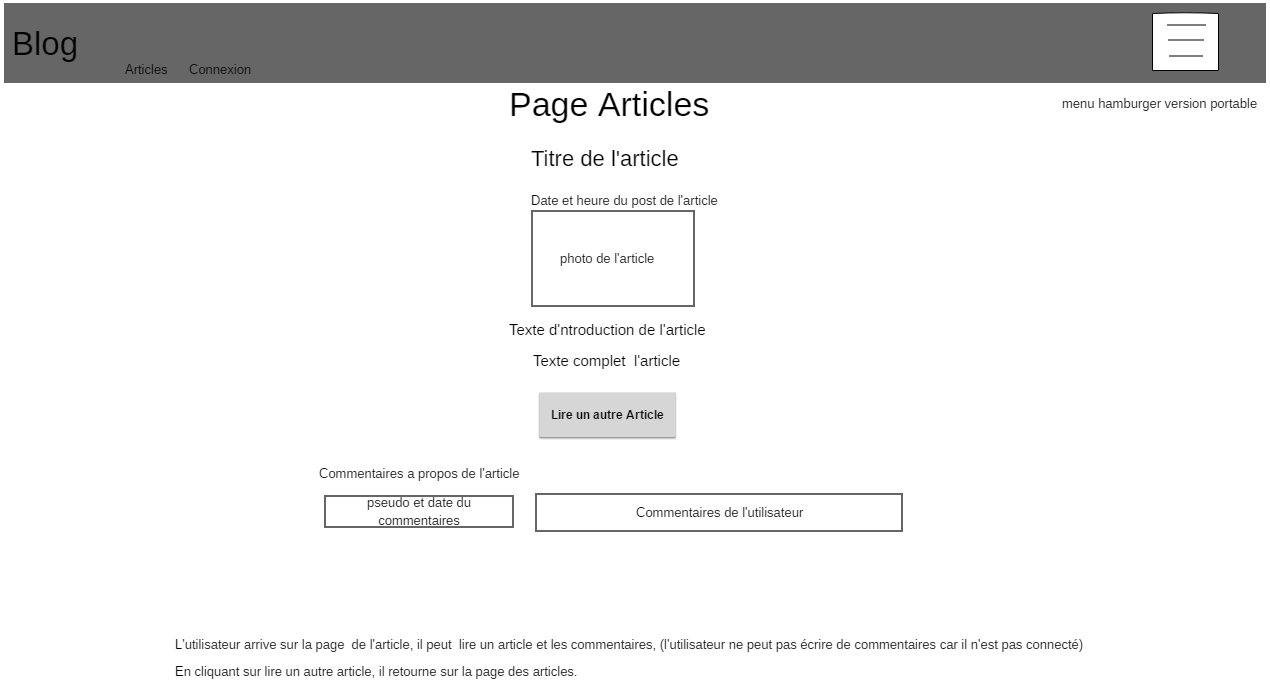 Blog
Articles Connexion
Page Articles
menu hamburger version portable
Titre de l'article
Date et heure du post de l'article
photo de l'article
Texte d'ntroduction de l'article
Texte complet l'article
Lire un autre Article
Commentaires a propos de l'article
pseudo et date du
commentaires
Commentaires de l'utilisateur
L'utilisateur arrive sur la page de l'article, il peut lire un article et les commentaires, (l'utilisateur ne peut pas écrire de commentaires car il n'est pas connecté)
En cliquant sur lire un autre article, il retourne sur la page des articles.